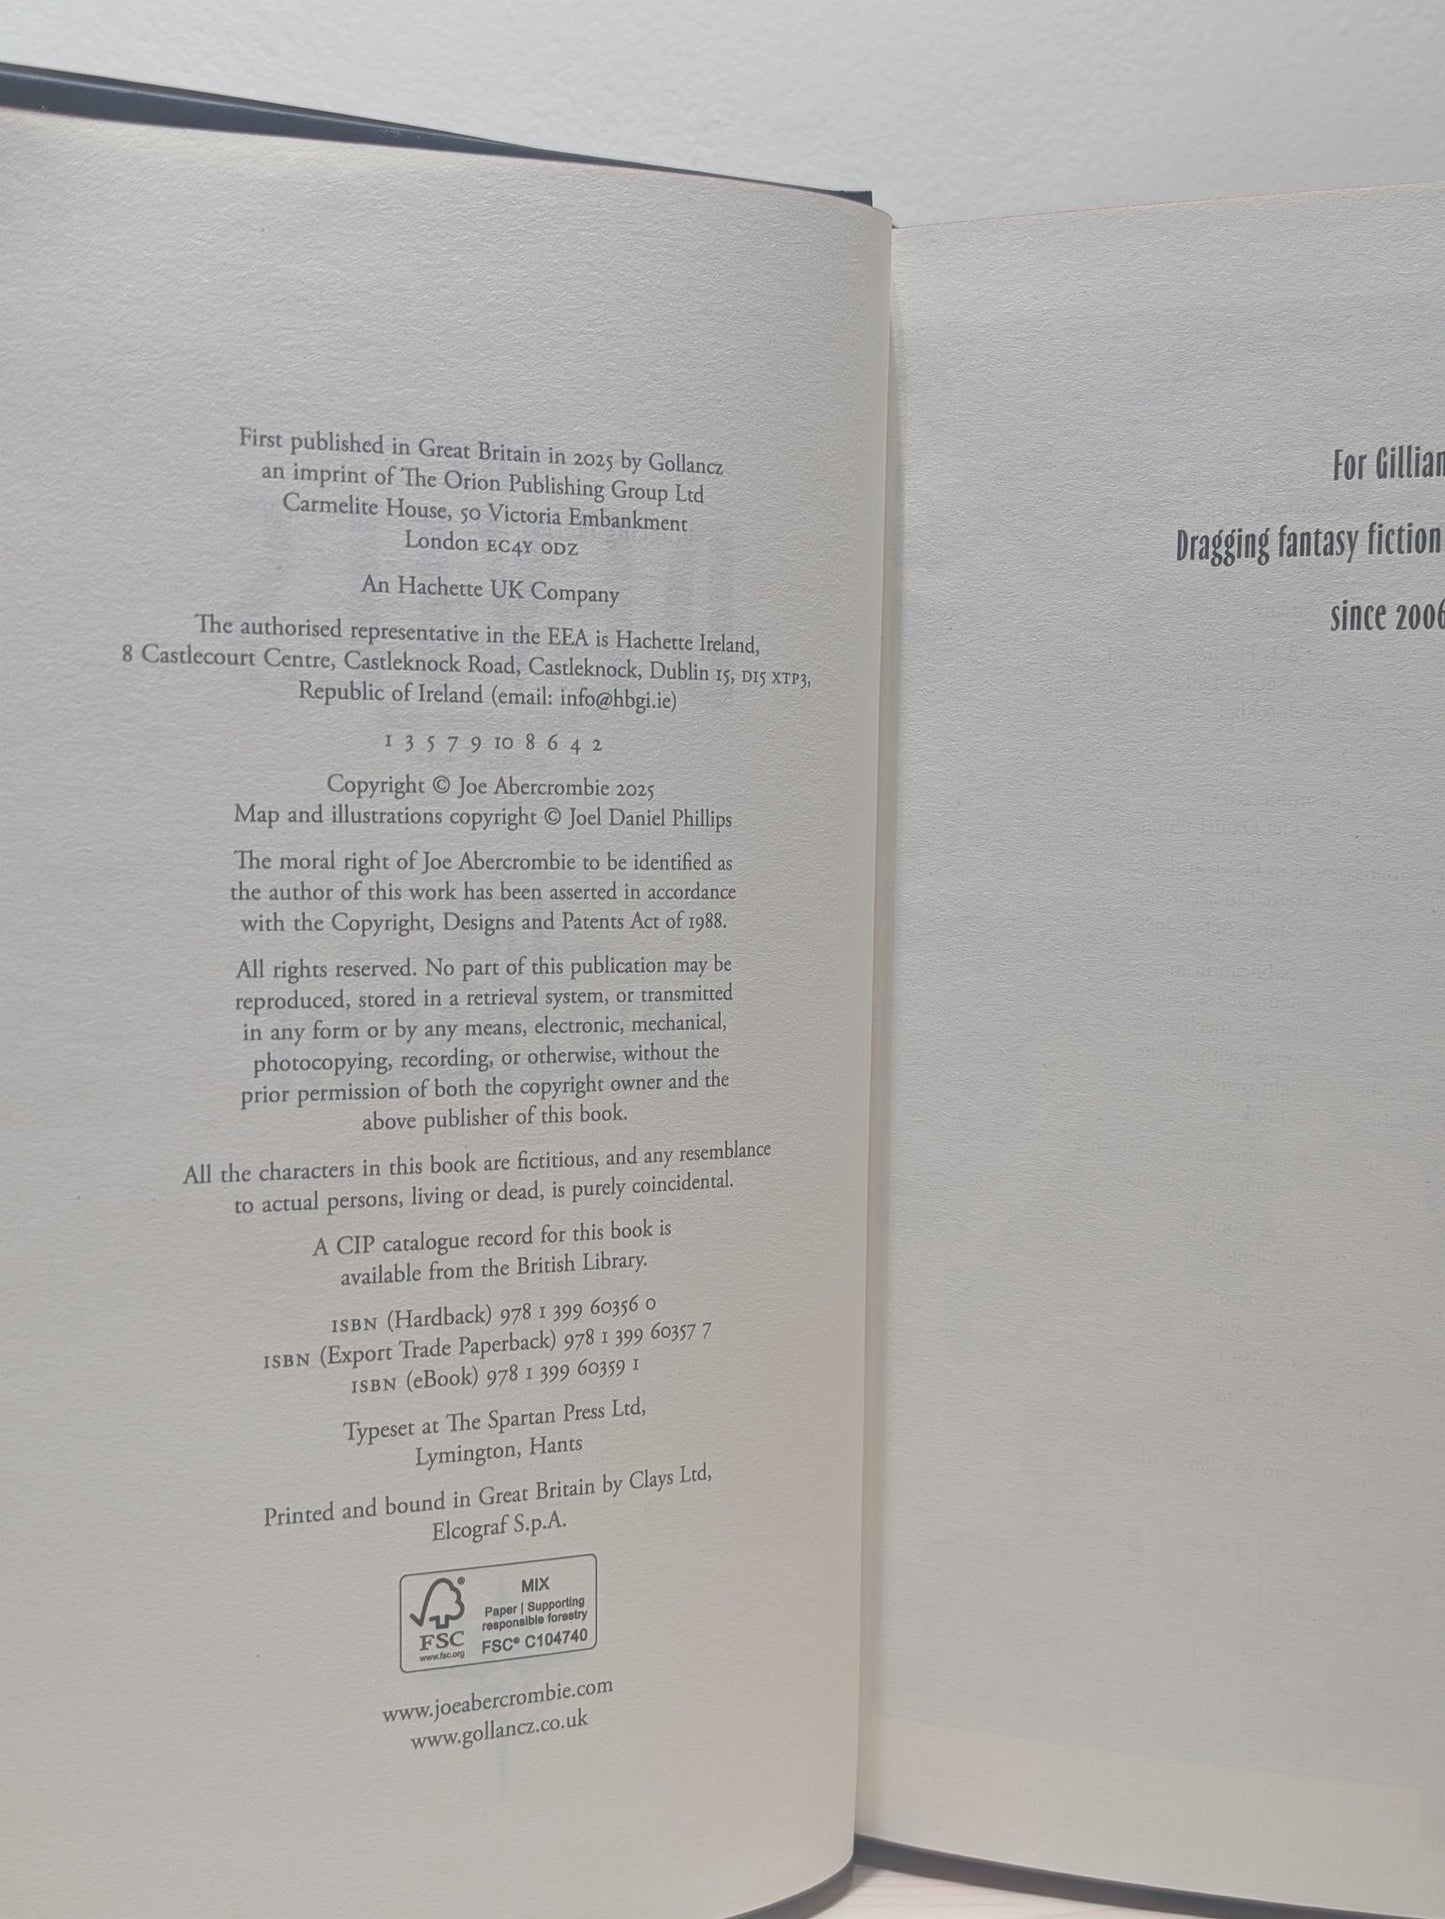 First published in Great Britain in 2025 by Gollancz
an imprint of The Orion Publishing Group Ltd
Carmelite House, 50 Victoria Embankment
London EC4Y 0DZ
An Hachette UK Company
The authorised representative in the EEA is Hachette Ireland,
8 Castlecourt Centre, Castleknock Road, Castleknock, Dublin 15, D15 XTP3,
Republic of Ireland (email: info@hbgi.ie)
1 3 5 7 9 10 8 6 4 2
Copyright © Joe Abercrombie 2025
Map and illustrations copyright © Joel Daniel Phillips
The moral right of Joe Abercrombie to be identified as
the author of this work has been asserted in accordance
with the Copyright, Designs and Patents Act of 1988.
All rights reserved. No part of this publication may be
reproduced, stored in a retrieval system, or transmitted
in any form or by any means, electronic, mechanical,
photocopying, recording, or otherwise, without the
prior permission of both the copyright owner and the
above publisher of this book.
All the characters in this book are fictitious, and any resemblance
to actual persons, living or dead, is purely coincidental.
A CIP catalogue record for this book is
available from the British Library.
ISBN (Hardback) 978 1 399 60356 0
ISBN (Export Trade Paperback) 978 1 399 60357 7
ISBN (eBook) 978 1 399 60359 1
Typeset at The Spartan Press Ltd,
Lymington, Hants
Printed and bound in Great Britain by Clays Ltd,
Elcograf S.p.A.
FSC®
www.fsc.org
MIX
Paper | Supporting
responsible forestry
FSC® C104740
www.joeabercrombie.com
www.gollancz.co.uk
For Gillian
Dragging fantasy fiction
since 2006